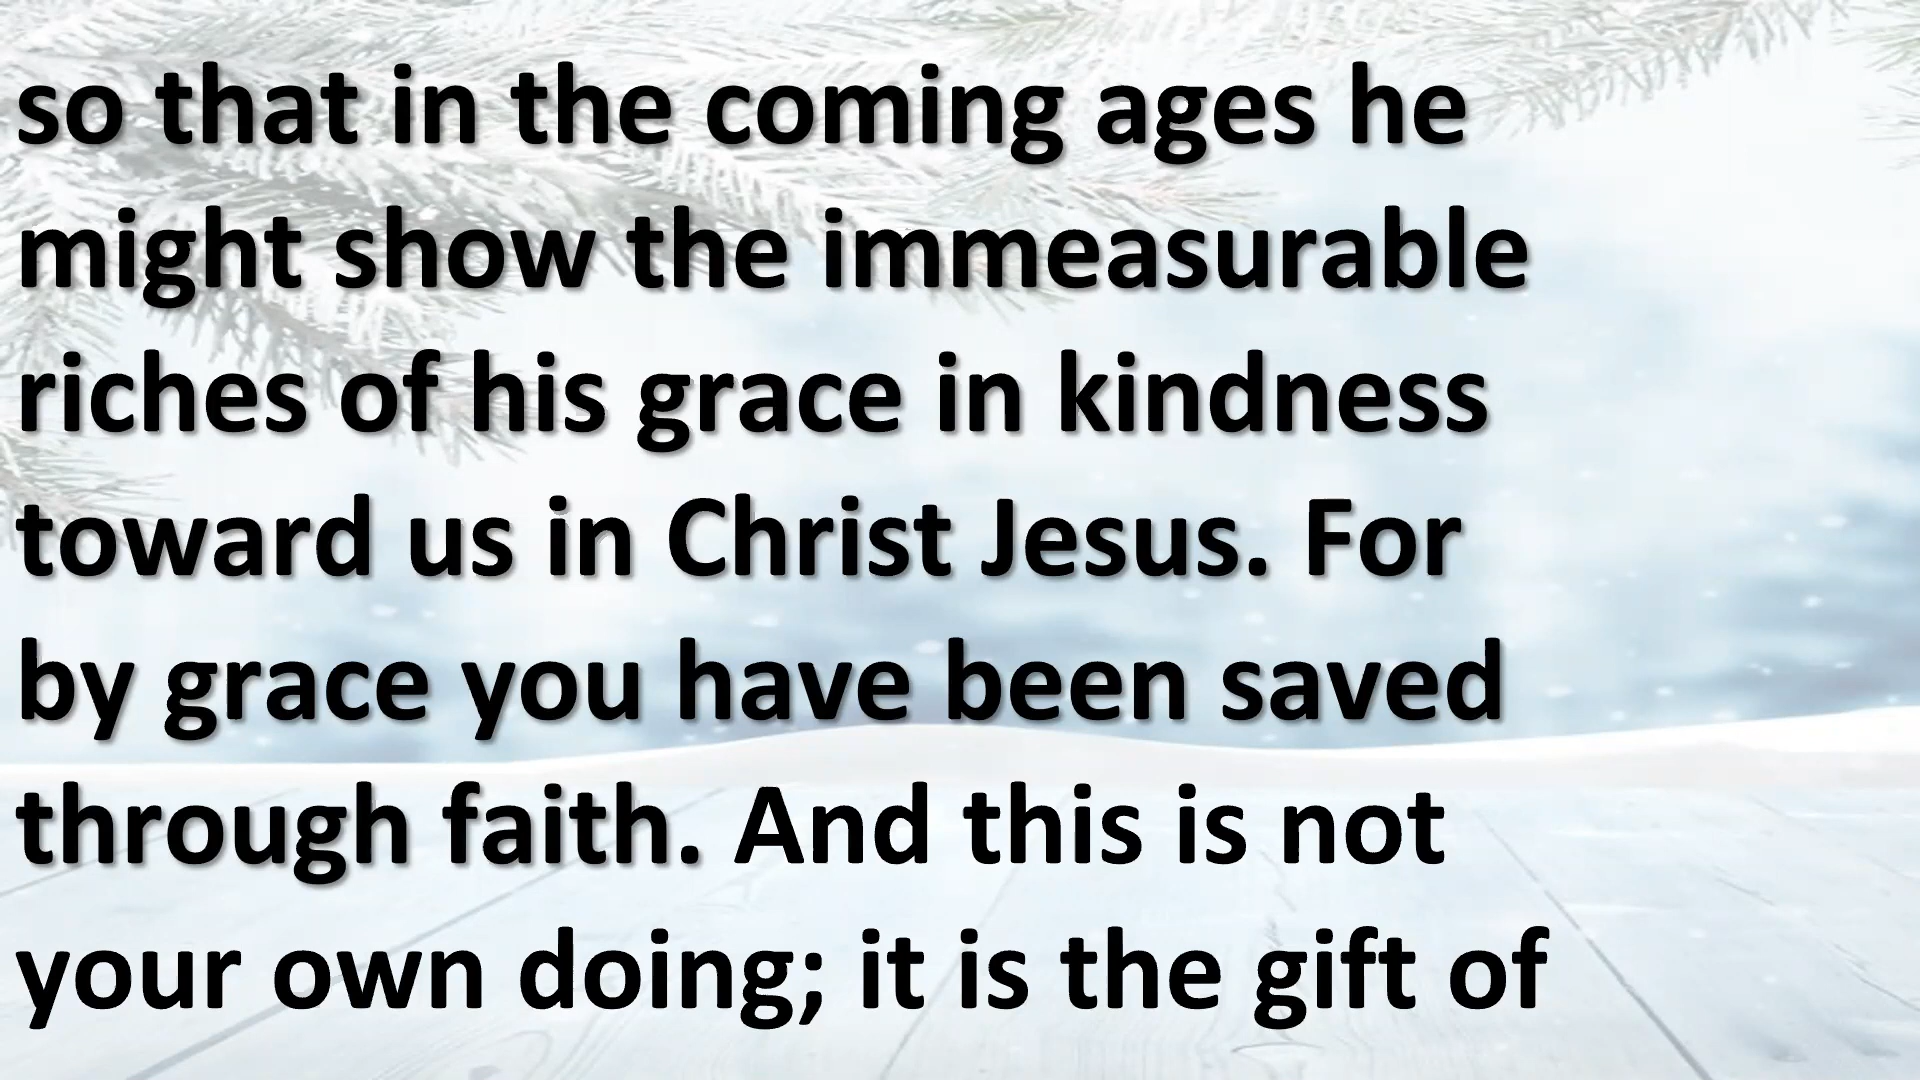 so that in the coming ages he
might show the immeasurable
riches of his grace in kindness
toward us in Christ Jesus. For
by grace you have been saved
through faith. And this is not
your own doing; it is the gift of